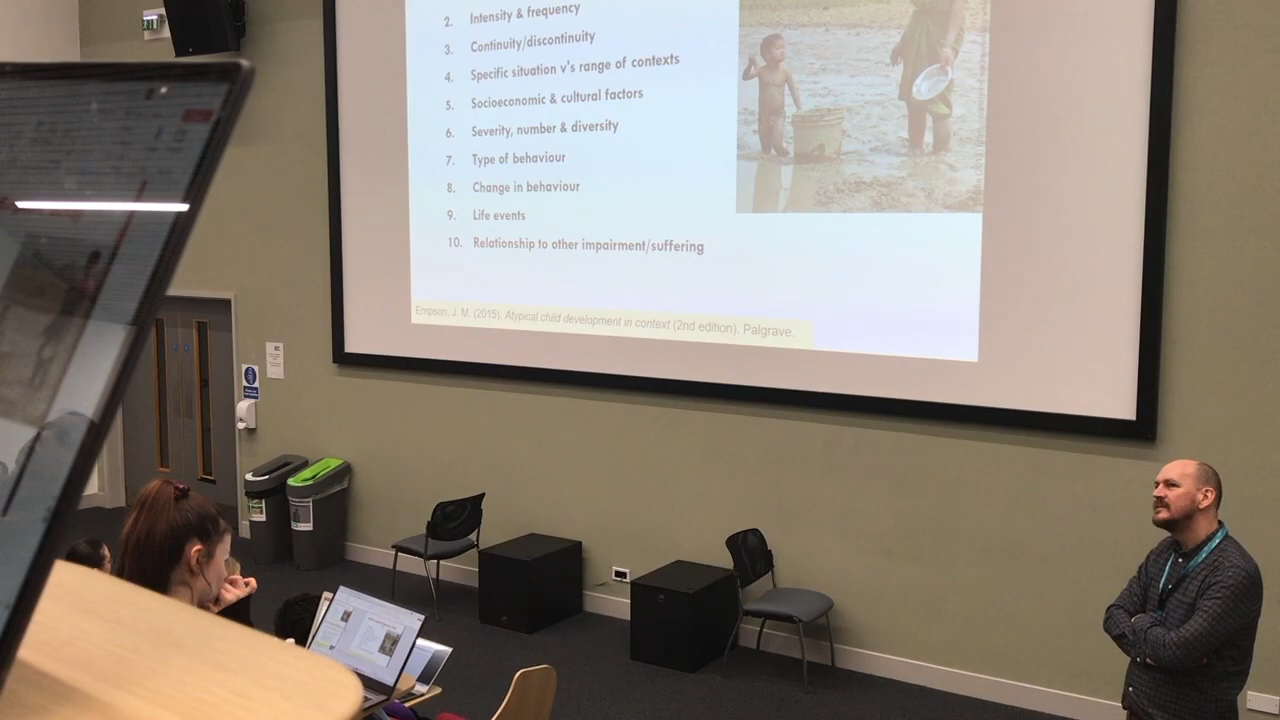 2. Intensity & frequency
3. Continuity/discontinuity
4. Specific situation v's range of contexts
5. Socioeconomic & cultural factors
6. Severity, number & diversity
7. Type of behaviour
8. Change in behaviour
9. Life events
10. Relationship to other impairment/suffering
Empson, J. M. (2015). Atypical child development in context (2nd edition). Palgrave.